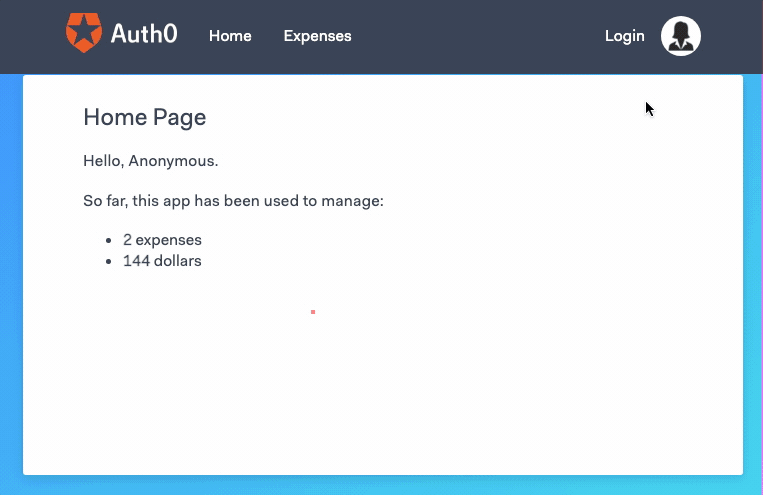 Auth0 Home Expenses Login
Home Page
Hello, Anonymous.
So far, this app has been used to manage:
2 expenses
144 dollars